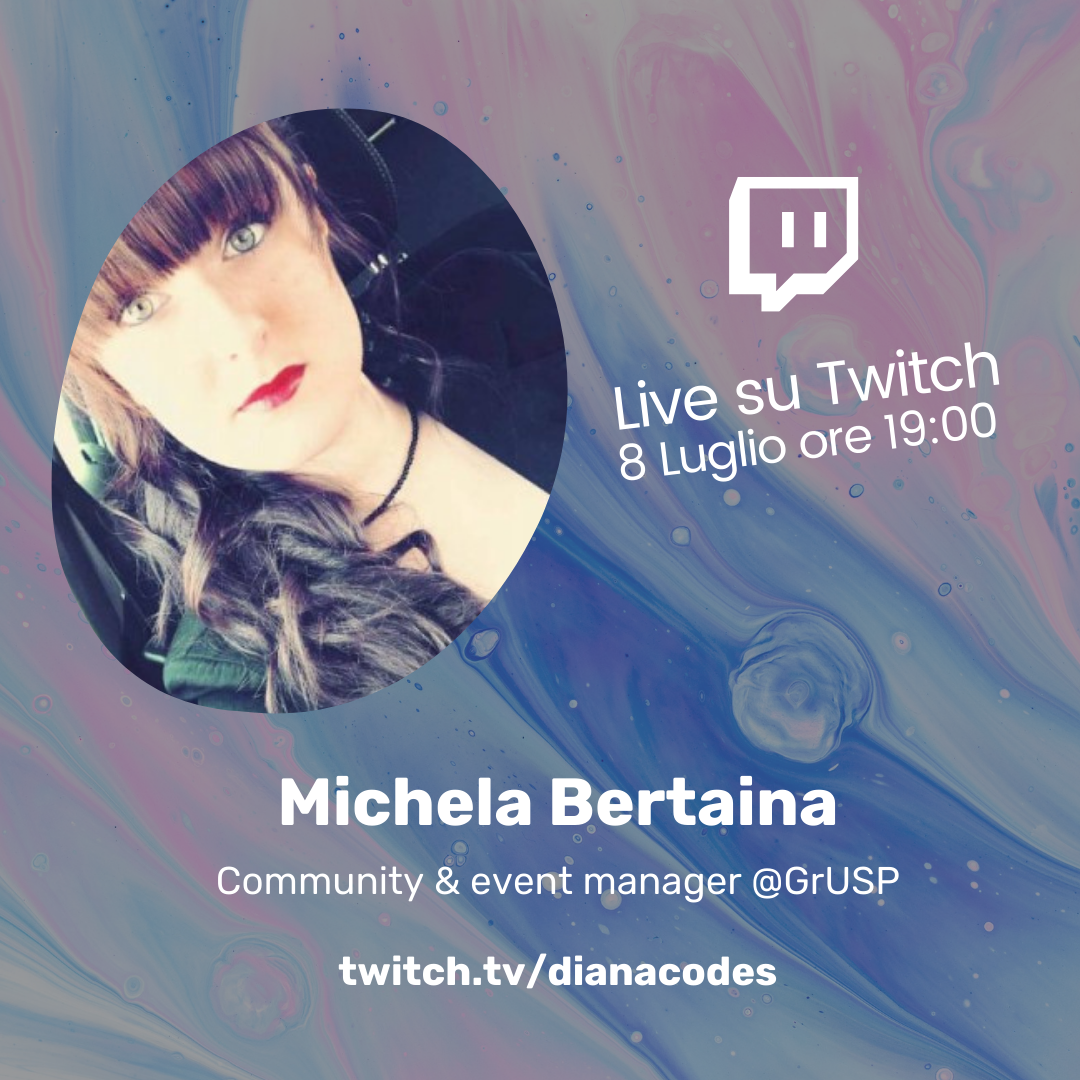 Live su Twitch
8 Luglio ore 19:00
Michela Bertaina
Community & event manager @GrUSP
twitch.tv/dianacodes